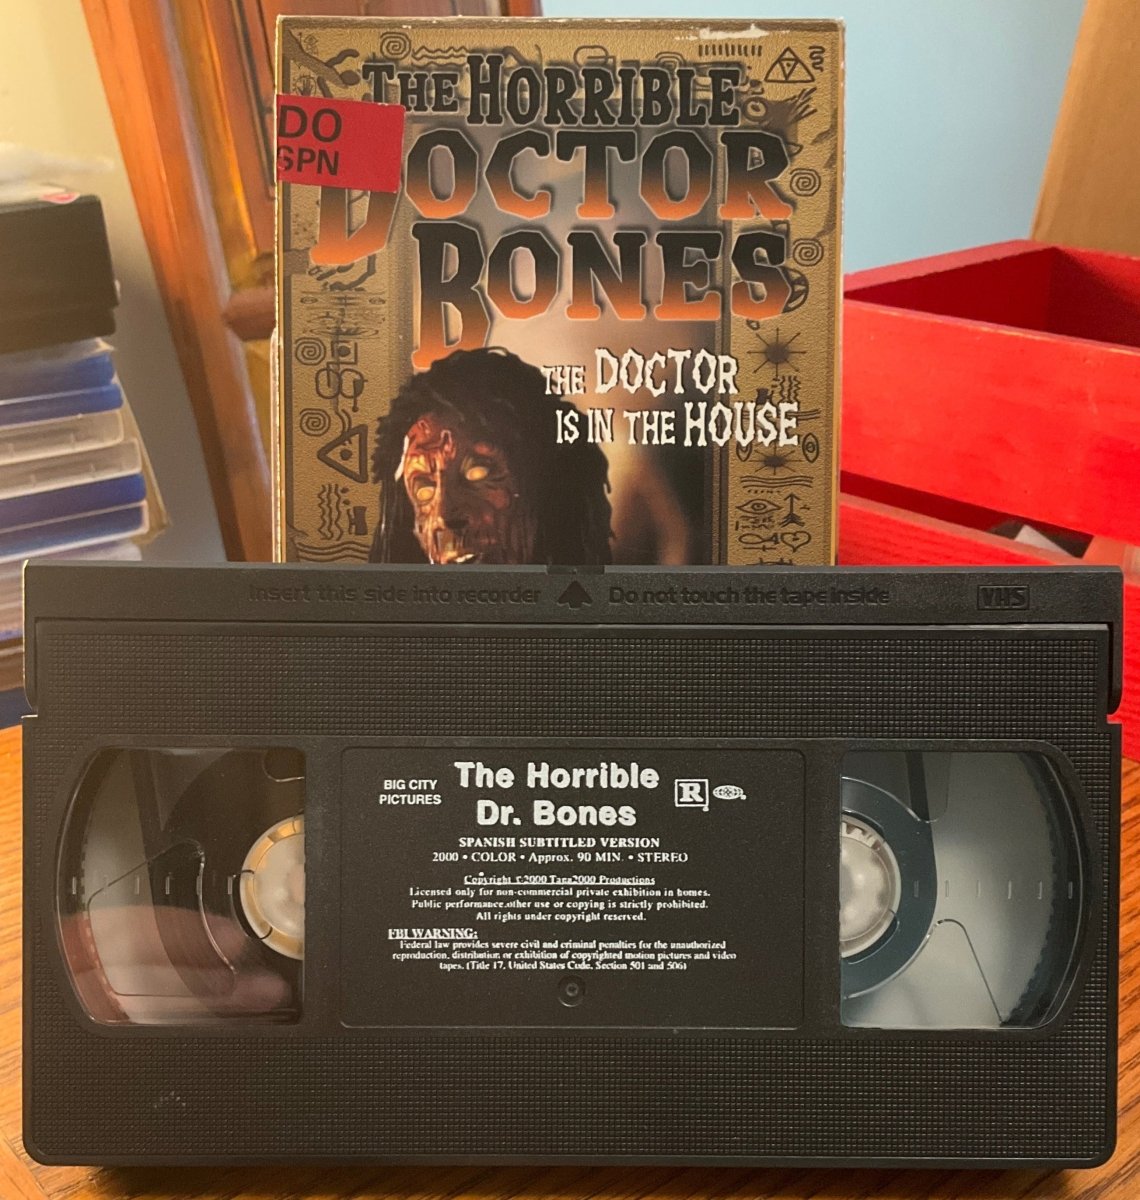 THE HORRIBLE
DOCTOR
BONES
DO
SPN
THE DOCTOR
IS IN THE HOUSE
Insert this side into recorder Do not touch the tape inside VHS
BIG CITY
PICTURES
The Horrible
Dr. Bones
R
SPANISH SUBTITLED VERSION
2000 • COLOR • Approx. 90 MIN. • STEREO
Copyright ©2000 Taga2000 Productions
Licensed only for non-commercial private exhibition in homes.
Public performance,other use or copying is strictly prohibited.
All rights under copyright reserved.
FBI WARNING:
Federal law provides severe civil and criminal penalties for the unauthorized
reproduction, distribution or exhibition of copyrighted motion pictures and video
tapes. (Title 17, United States Code, Section 501 and 506)